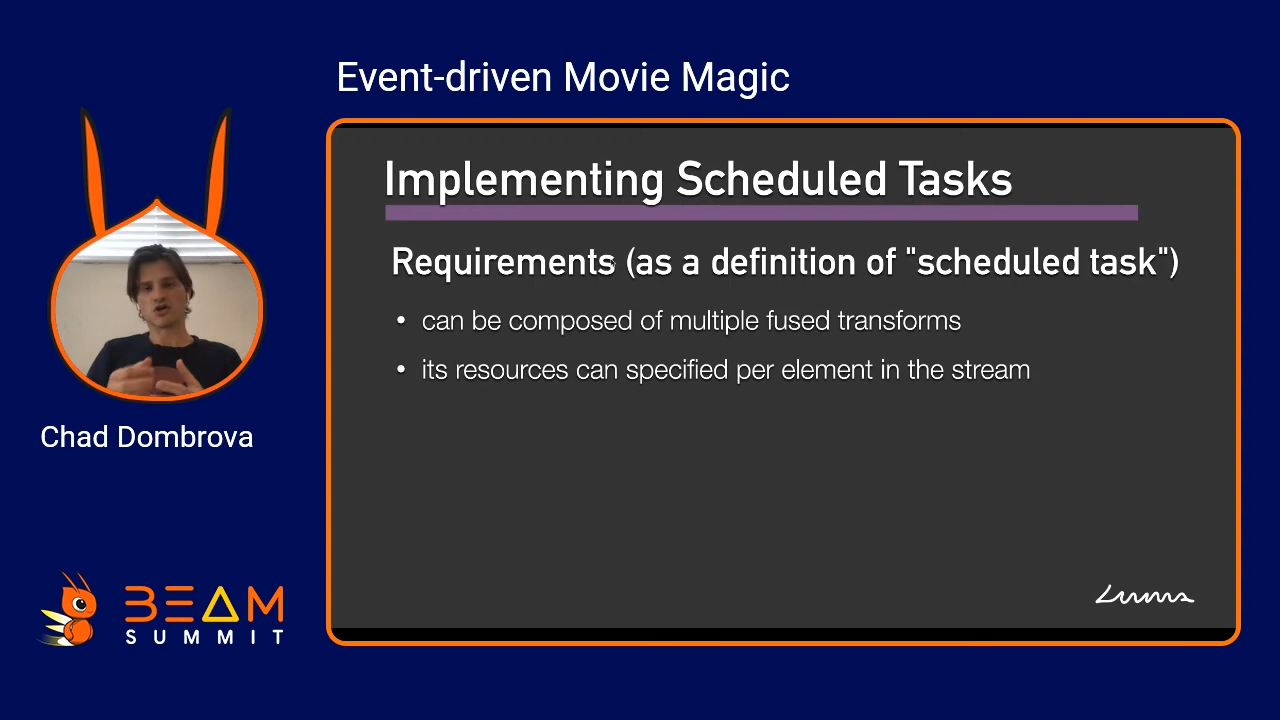 Event-driven Movie Magic
Implementing Scheduled Tasks
Requirements (as a definition of "scheduled task")
• can be composed of multiple fused transforms
• its resources can specified per element in the stream
Chad Dombrova
BEAM
SUMMIT
Luma